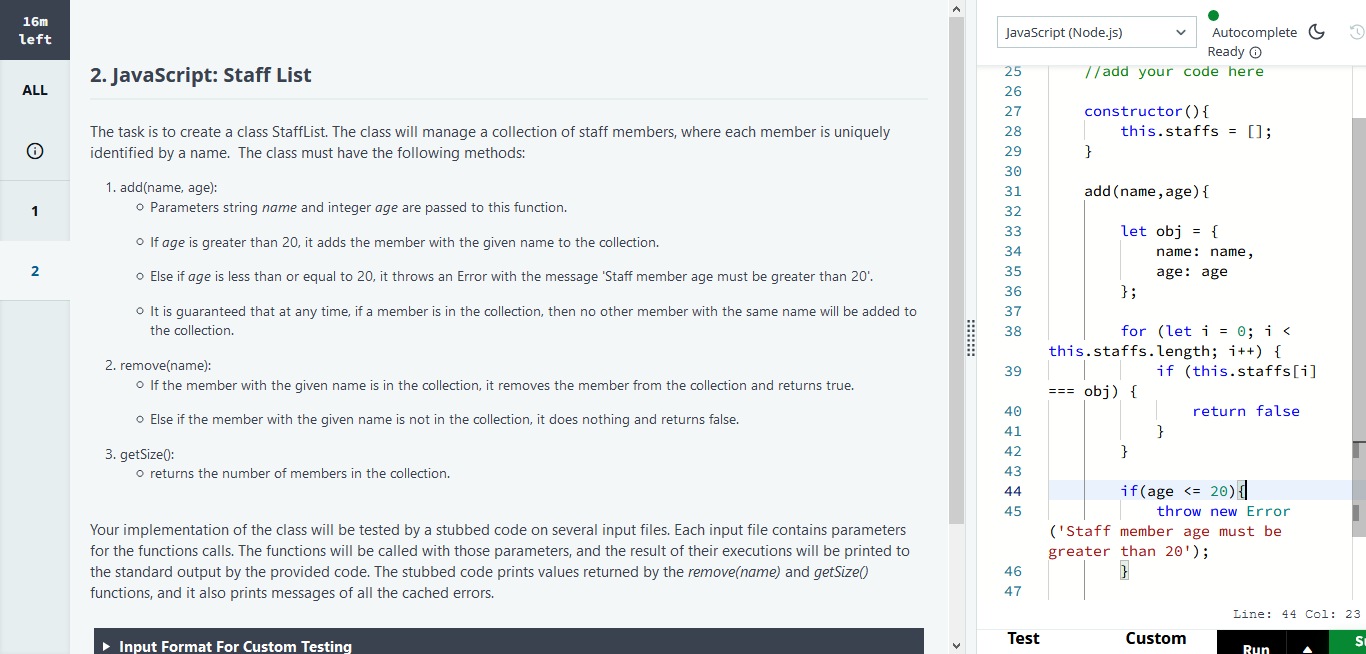 16m
left
ALL
1
2
2. JavaScript: Staff List
The task is to create a class StaffList. The class will manage a collection of staff members, where each member is uniquely
identified by a name.  The class must have the following methods:
1. add(name, age):
Parameters string name and integer age are passed to this function.
If age is greater than 20, it adds the member with the given name to the collection.
Else if age is less than or equal to 20, it throws an Error with the message 'Staff member age must be greater than 20'.
It is guaranteed that at any time, if a member is in the collection, then no other member with the same name will be added to
the collection.
2. remove(name):
If the member with the given name is in the collection, it removes the member from the collection and returns true.
Else if the member with the given name is not in the collection, it does nothing and returns false.
3. getSize():
returns the number of members in the collection.
Your implementation of the class will be tested by a stubbed code on several input files. Each input file contains parameters
for the functions calls. The functions will be called with those parameters, and the result of their executions will be printed to
the standard output by the provided code. The stubbed code prints values returned by the remove(name) and getSize()
functions, and it also prints messages of all the cached errors.
Input Format For Custom Testing
JavaScript (Node.js)
Autocomplete
Ready
25 //add your code here
26
27 constructor(){
28 this.staffs = [];
29 }
30
31 add(name,age){
32
33 let obj = {
34 name: name,
35 age: age
36 };
37
38 for (let i = 0; i <
this.staffs.length; i++) {
39 if (this.staffs[i]
=== obj) {
40 return false
41 }
42 }
43
44 if(age <= 20){
45 throw new Error
('Staff member age must be
greater than 20');
46 }
47
Line: 44 Col: 23
Test
Custom
Run